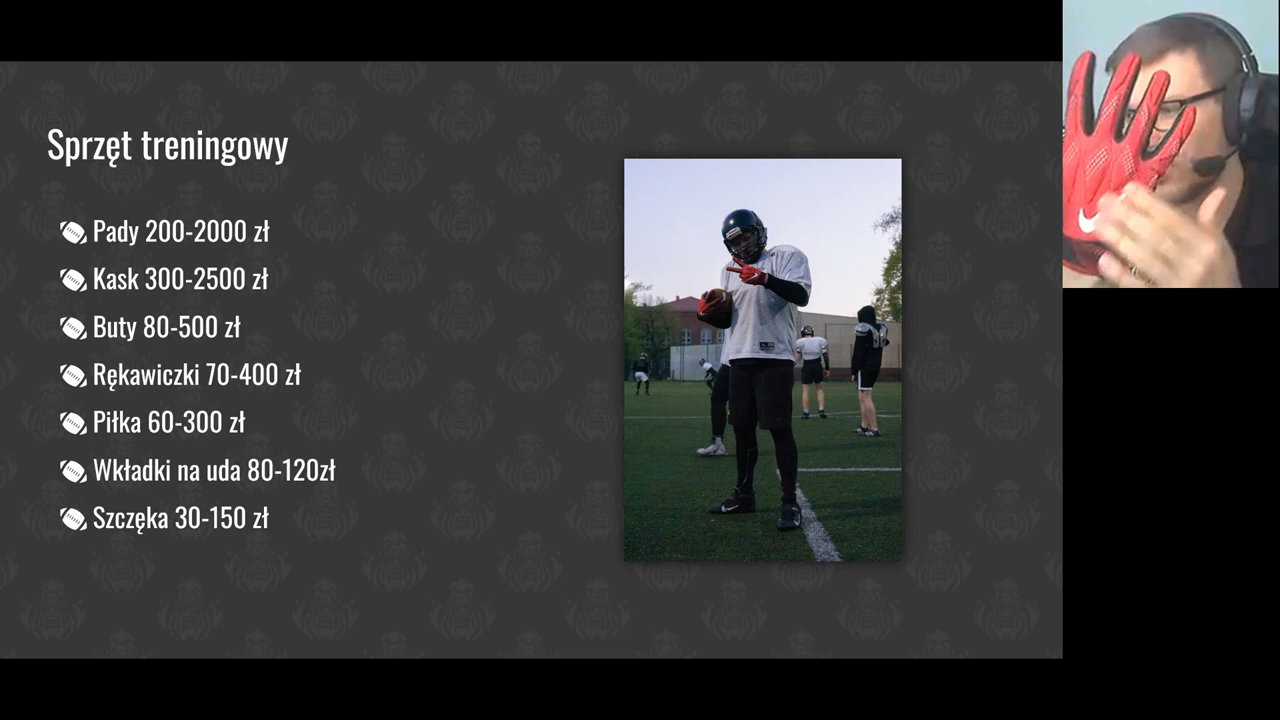 Sprzęt treningowy
Pady 200-2000 zł
Kask 300-2500 zł
Buty 80-500 zł
Rękawiczki 70-400 zł
Piłka 60-300 zł
Wkładki na uda 80-120zł
Szczęka 30-150 zł